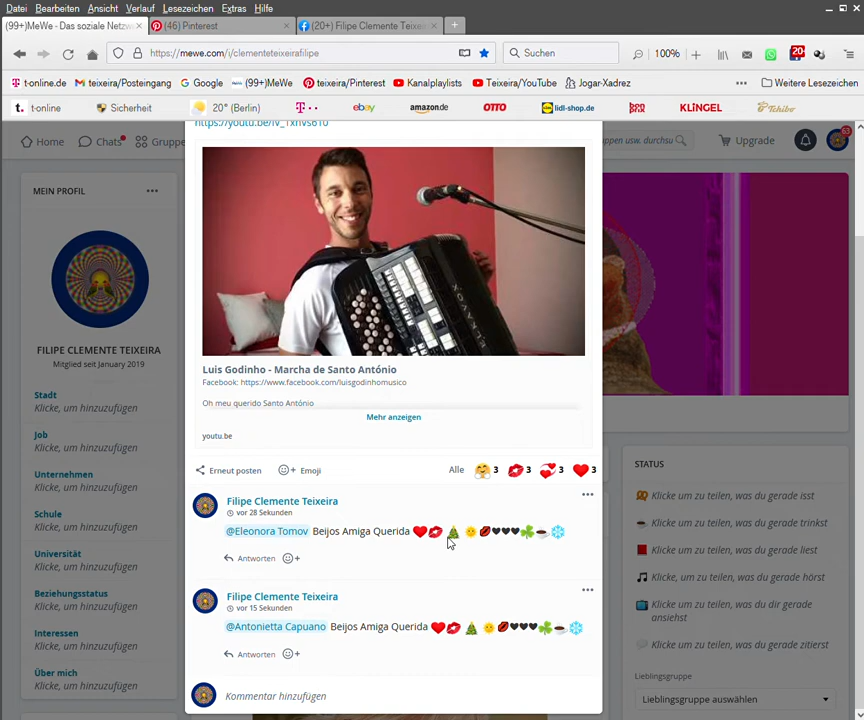 Datei Bearbeiten Ansicht Verlauf Lesezeichen Extras Hilfe
(99+)MeWe - Das soziale Netzw
(46) Pinterest
(20+) Filipe Clemente Teixeira
https://mewe.com/i/clementeteixeirafilipe
Suchen
100%
20+
t-online.de
teixeira/Posteingang
Google
(99+)MeWe
teixeira/Pinterest
Kanalplaylists
Teixeira/YouTube
Jogar-Xadrez
Weitere Lesezeichen
t-online
Sicherheit
20° (Berlin)
ebay
amazon.de
OTTO
lidl-shop.de
KLiNGEL
Tchibo
Home
Chats
Gruppe
ppen usw. durchsu
Upgrade
63
MEIN PROFIL
FILIPE CLEMENTE TEIXEIRA
Mitglied seit January 2019
Stadt
Klicke, um hinzuzufügen
Job
Klicke, um hinzuzufügen
Unternehmen
Klicke, um hinzuzufügen
Schule
Klicke, um hinzuzufügen
Universität
Klicke, um hinzuzufügen
Beziehungsstatus
Klicke, um hinzuzufügen
Interessen
Klicke, um hinzuzufügen
Über mich
Klicke, um hinzuzufügen
ELKAVOX
Luis Godinho - Marcha de Santo António
Facebook: https://www.facebook.com/luisgodinhomusico
Oh meu querido Santo António
Mehr anzeigen
youtu.be
Erneut posten
Emoji
Alle 3 3 3 3
Filipe Clemente Teixeira
vor 28 Sekunden
@Eleonora Tomov Beijos Amiga Querida
Antworten
Filipe Clemente Teixeira
vor 15 Sekunden
@Antonietta Capuano Beijos Amiga Querida
Antworten
Kommentar hinzufügen
STATUS
Klicke um zu teilen, was du gerade isst
Klicke um zu teilen, was du gerade trinkst
Klicke um zu teilen, was du gerade liest
Klicke um zu teilen, was du gerade hörst
Klicke um zu teilen, was du dir gerade
ansiehst
Klicke um zu teilen, was du gerade zitierst
Lieblingsgruppe
Lieblingsgruppe auswählen